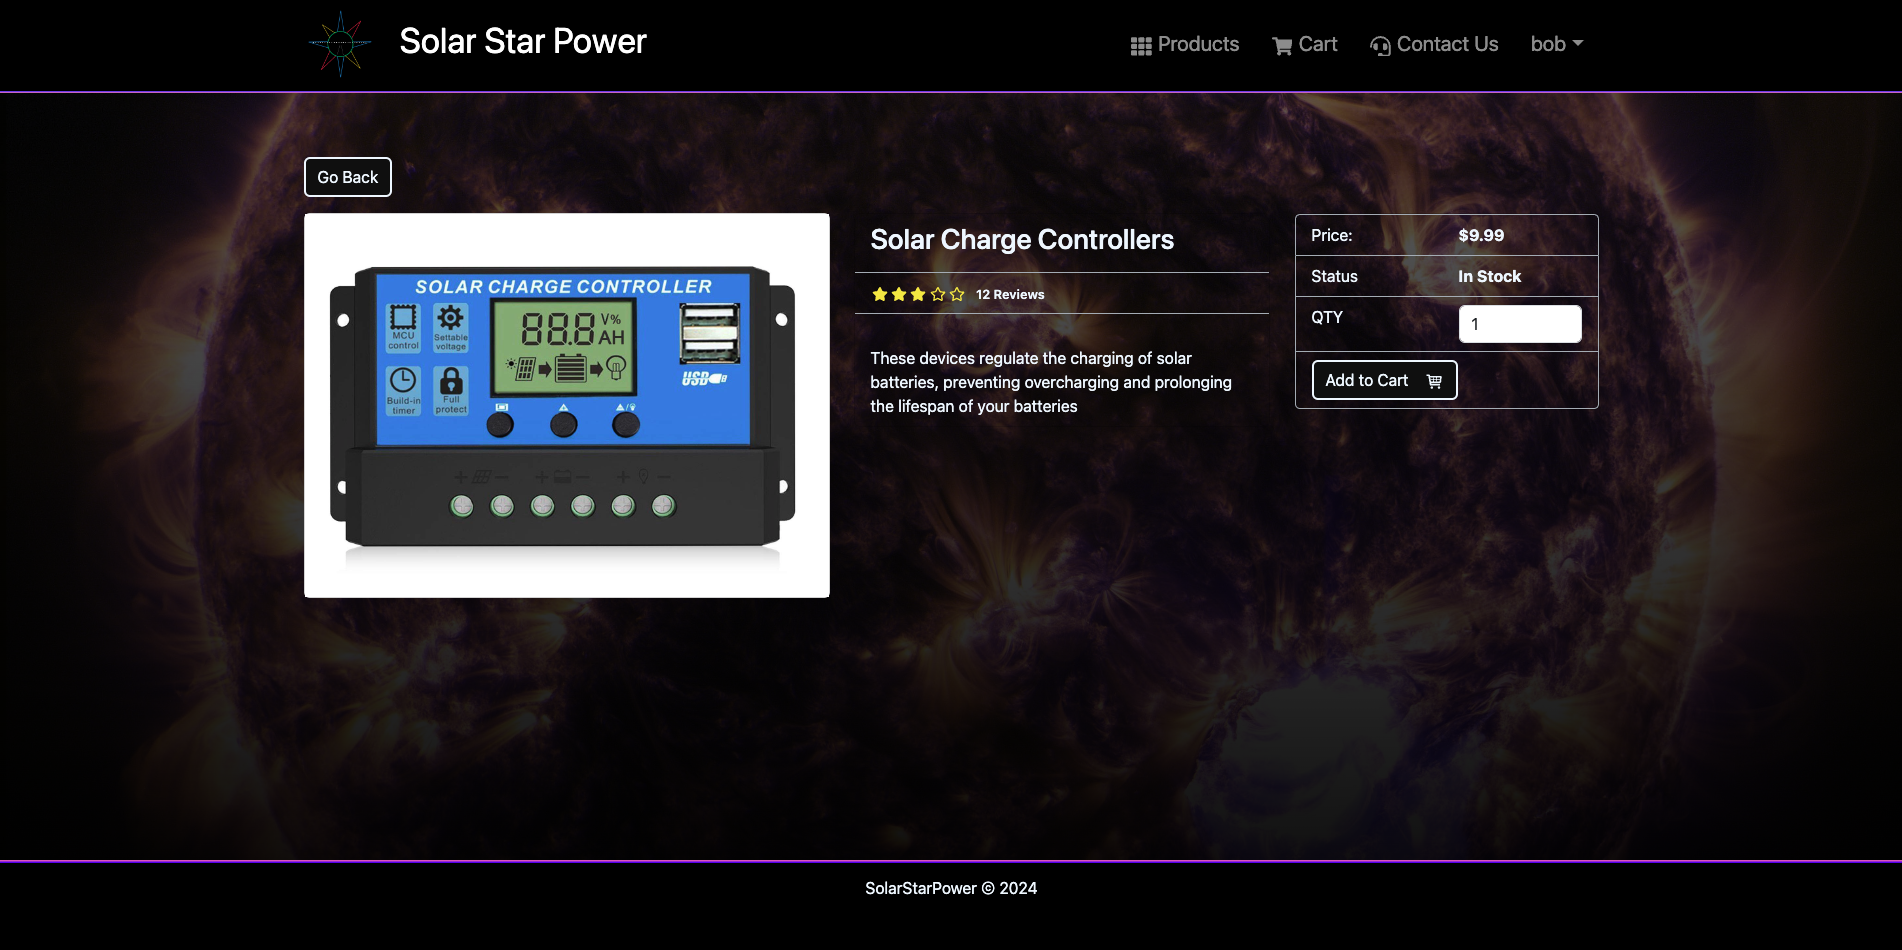 Solar Star Power
Products
Cart
Contact Us
bob
Go Back
SOLAR CHARGE CONTROLLER
MCU
control
Settable
voltage
Build-in
timer
Full
protect
88.8 V%
AH
USB
Solar Charge Controllers
12 Reviews
These devices regulate the charging of solar
batteries, preventing overcharging and prolonging
the lifespan of your batteries
Price: $9.99
Status In Stock
QTY 1
Add to Cart
SolarStarPower © 2024